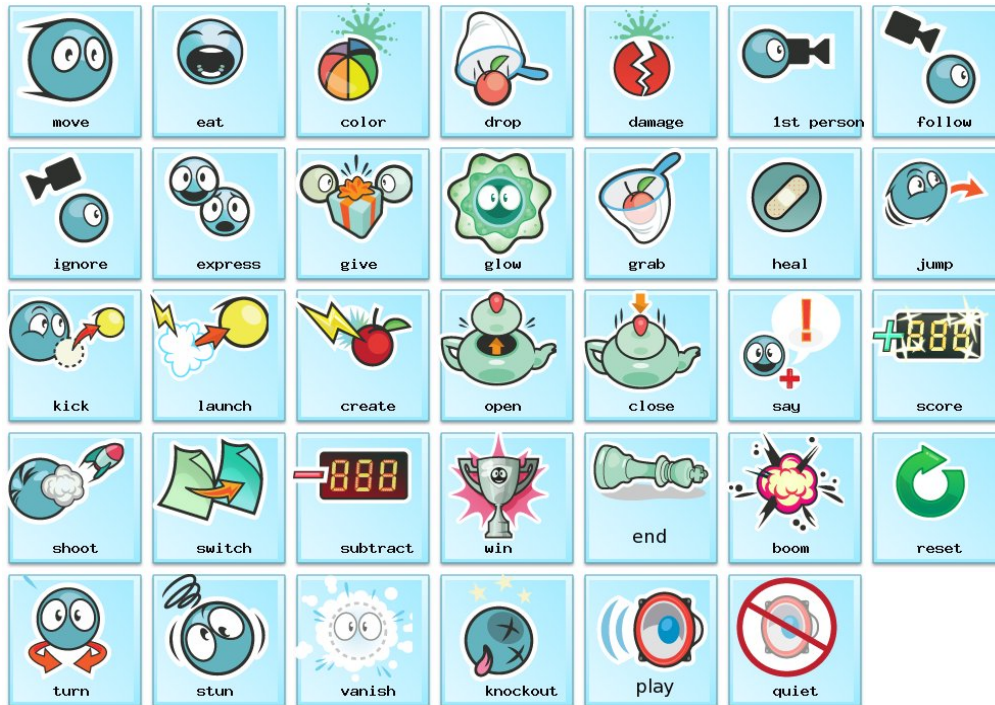 move eat color drop damage 1st person follow
ignore express give glow grab heal jump
kick launch create open close say score
shoot switch subtract win end boom reset
turn stun vanish knockout play quiet